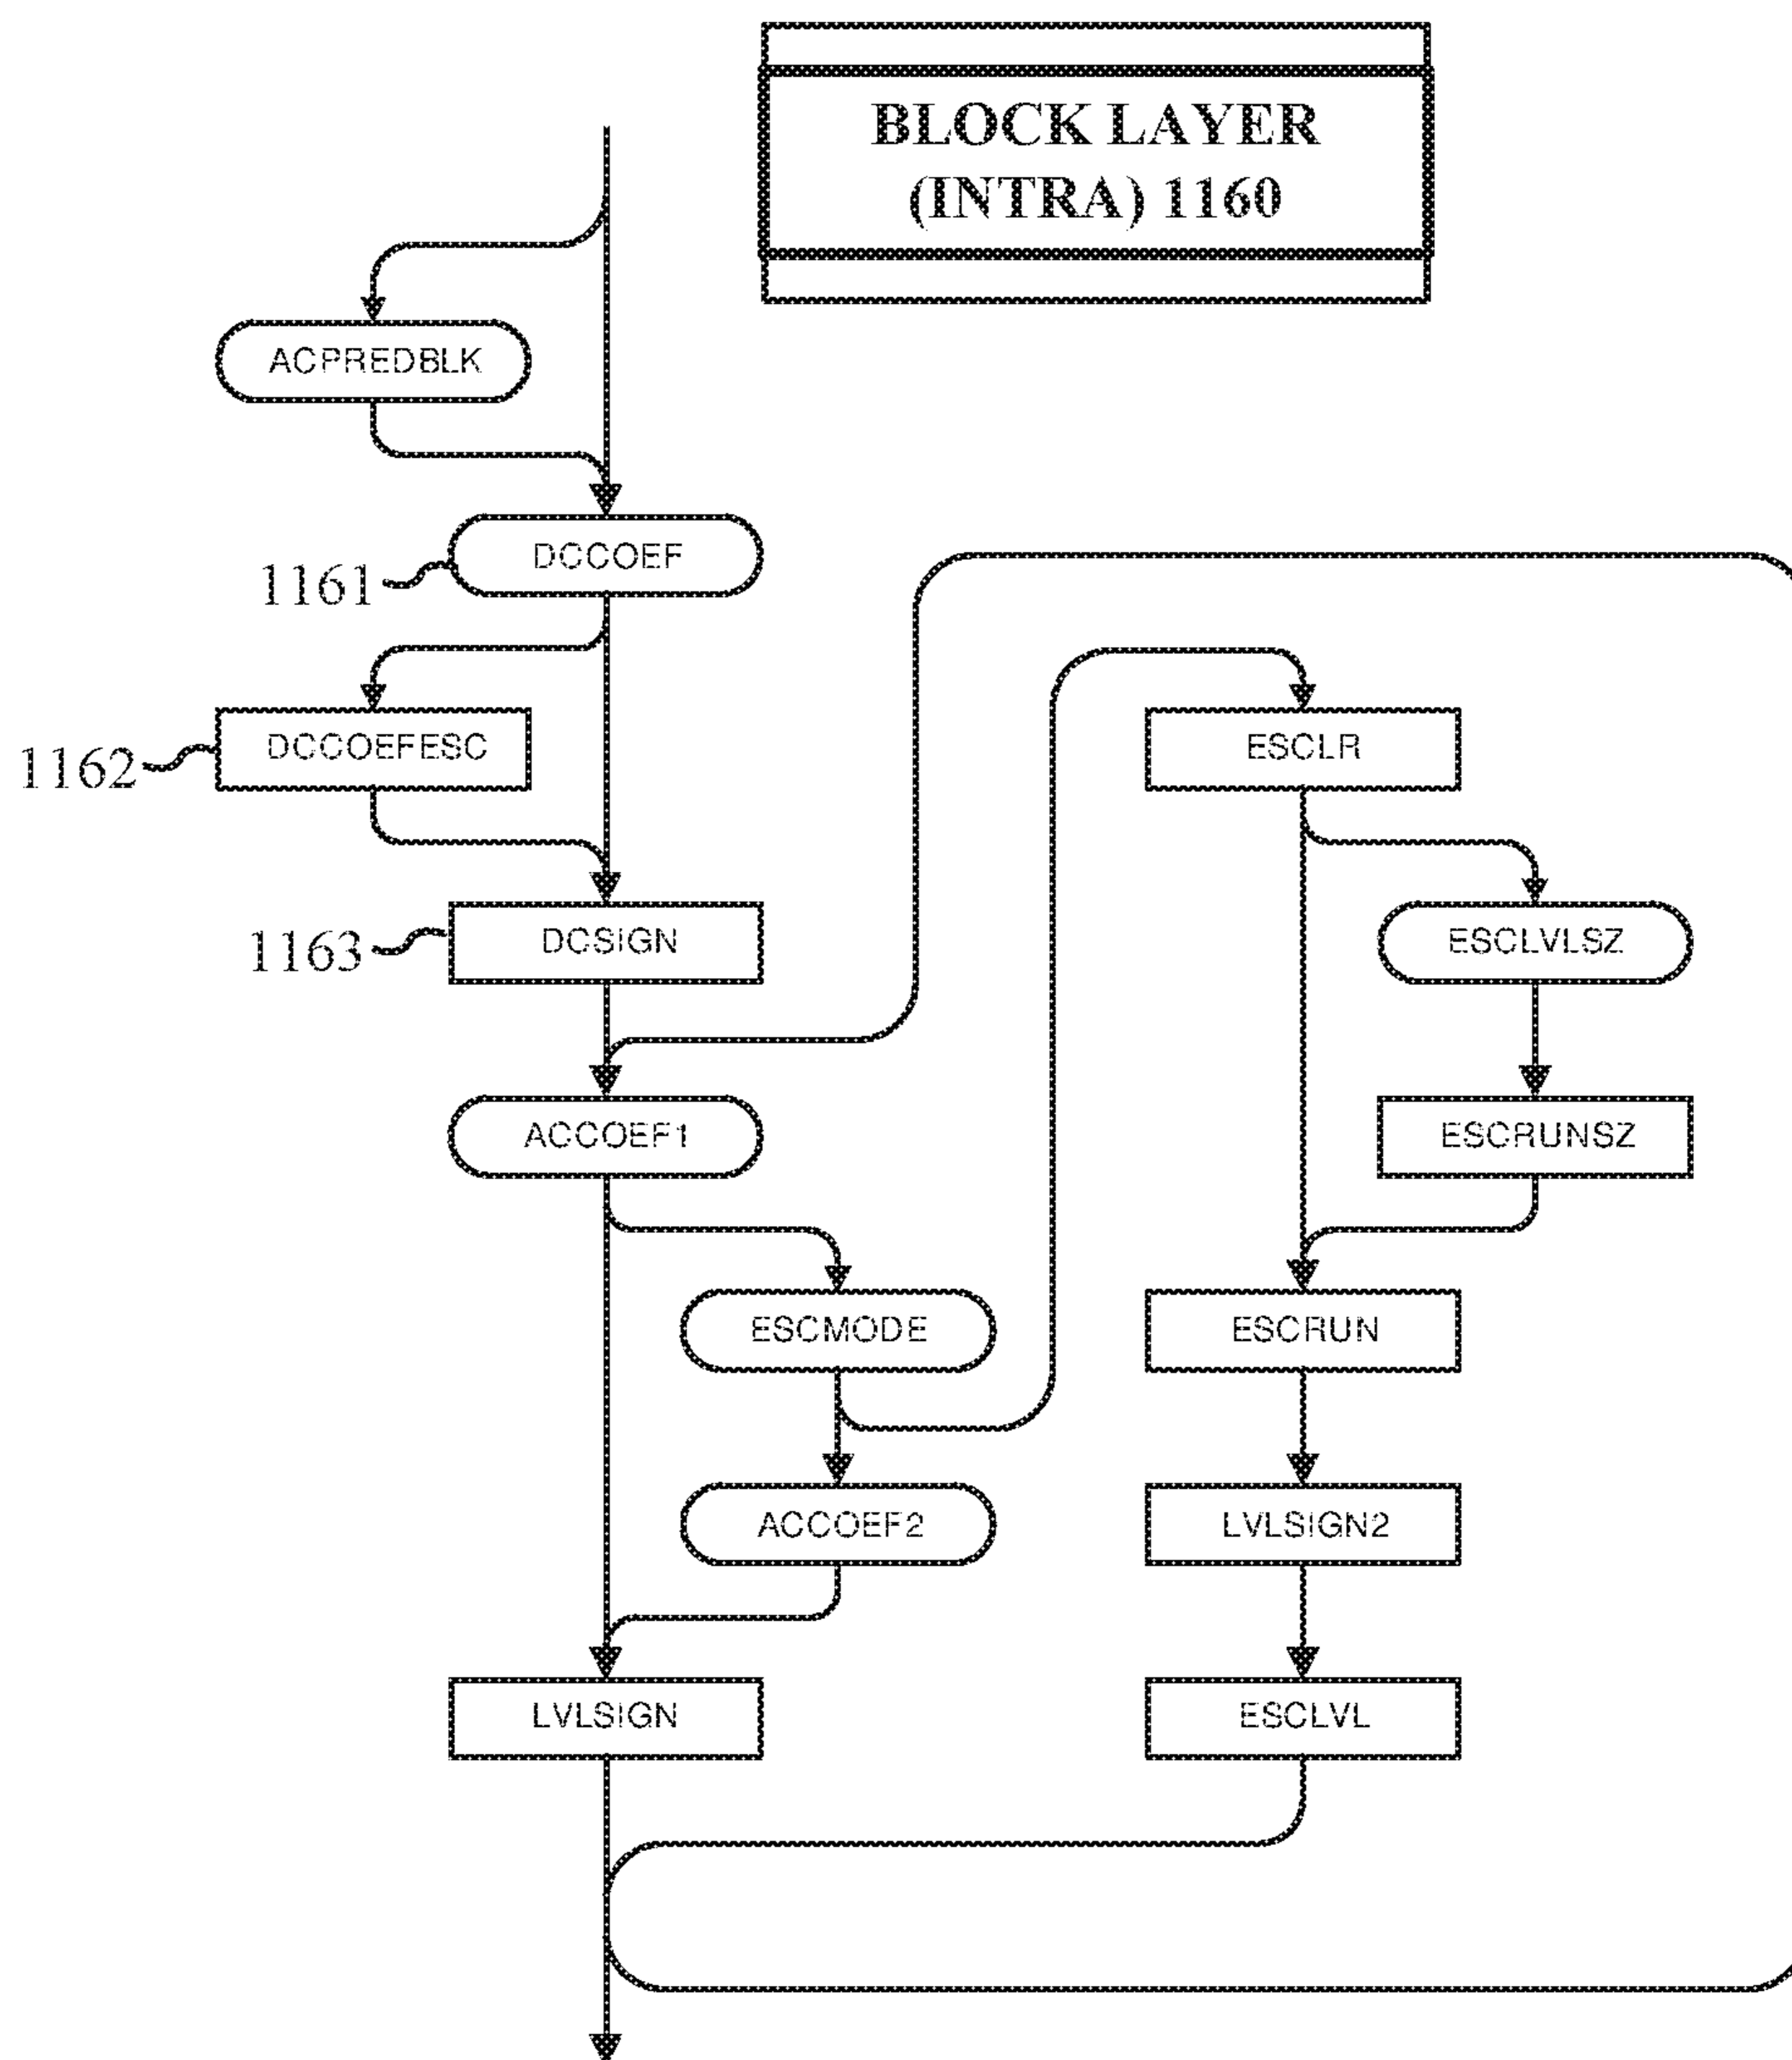 BLOCK LAYER
(INTRA) 1160
ACPREDBLK
DCCOEF
1161
DCCOEFESC
1162
ESCLR
DCSIGN
1163
ESCLVLSZ
ACCOEF1
ESCRUNSZ
ESCMODE
ESCRUN
ACCOEF2
LVLSIGN2
LVLSIGN
ESCLVL